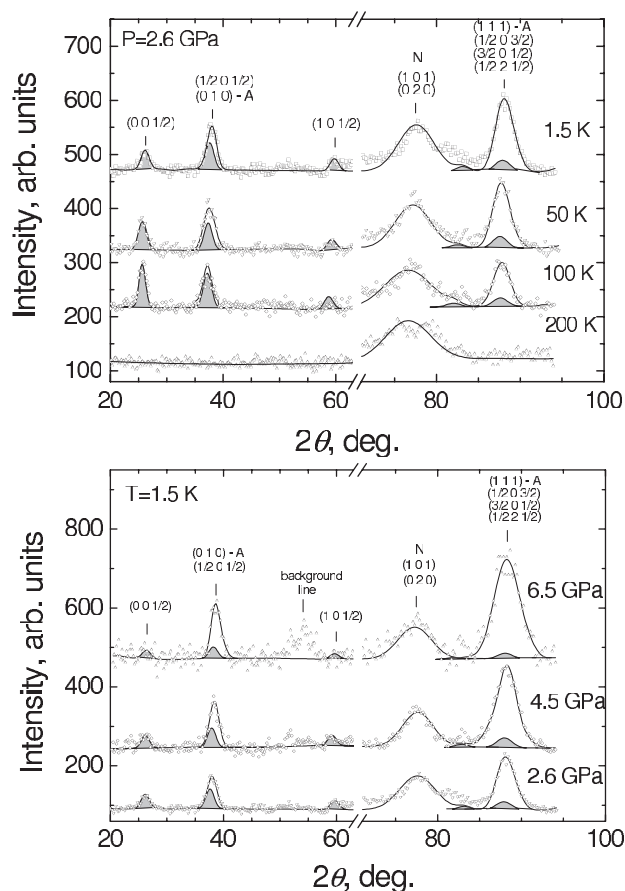 P=2.6 GPa
(0 0 1/2)
(1/2 0 1/2)
(0 1 0) - A
(1 0 1/2)
N
(1 0 1)
(0 2 0)
(1 1 1) - A
(1/2 0 3/2)
(3/2 0 1/2)
(1/2 2 1/2)
1.5 K
50 K
100 K
200 K
Intensity, arb. units
700
600
500
400
300
200
100
20
40
60
80
100
2θ, deg.
T=1.5 K
(0 0 1/2)
(0 1 0) - A
(1/2 0 1/2)
background
line
(1 0 1/2)
N
(1 0 1)
(0 2 0)
(1 1 1) - A
(1/2 0 3/2)
(3/2 0 1/2)
(1/2 2 1/2)
6.5 GPa
4.5 GPa
2.6 GPa
Intensity, arb. units
800
600
400
200
20
40
60
80
100
2θ, deg.